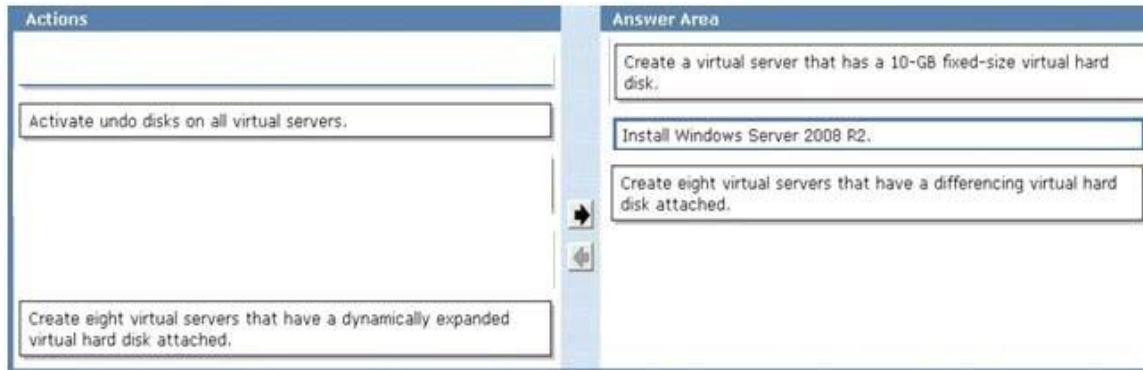 Actions
Activate undo disks on all virtual servers.
Create eight virtual servers that have a dynamically expanded
virtual hard disk attached.
Answer Area
Create a virtual server that has a 10-GB fixed-size virtual hard
disk.
Install Windows Server 2008 R2.
Create eight virtual servers that have a differencing virtual hard
disk attached.